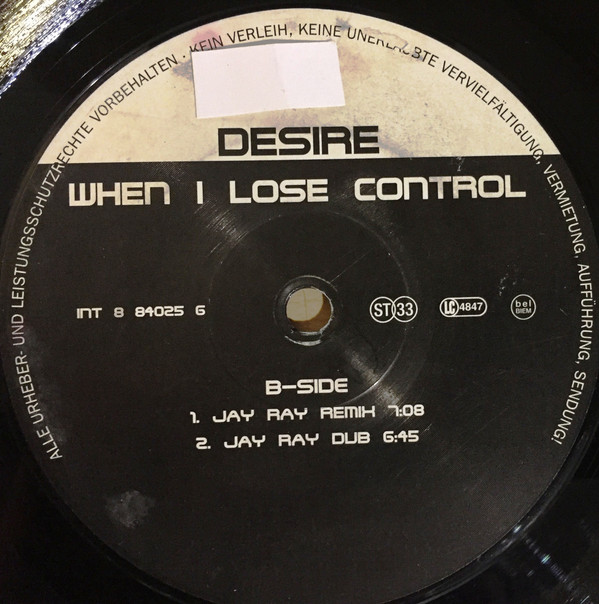 ALLE URHEBER- UND LEISTUNGSSCHUTZRECHTE VORBEHALTEN . KEIN VERLEIH, KEINE UNERLAUBTE VERVIELFÄLTIGUNG, VERMIETUNG, AUFFÜHRUNG, SENDUNG!
DESIRE
WHEN I LOSE CONTROL
INT 8 84025 6
ST 33
LC 4847
bel
BIEM
B-SIDE
1. JAY RAY REMIX 7:08
2. JAY RAY DUB 6:45